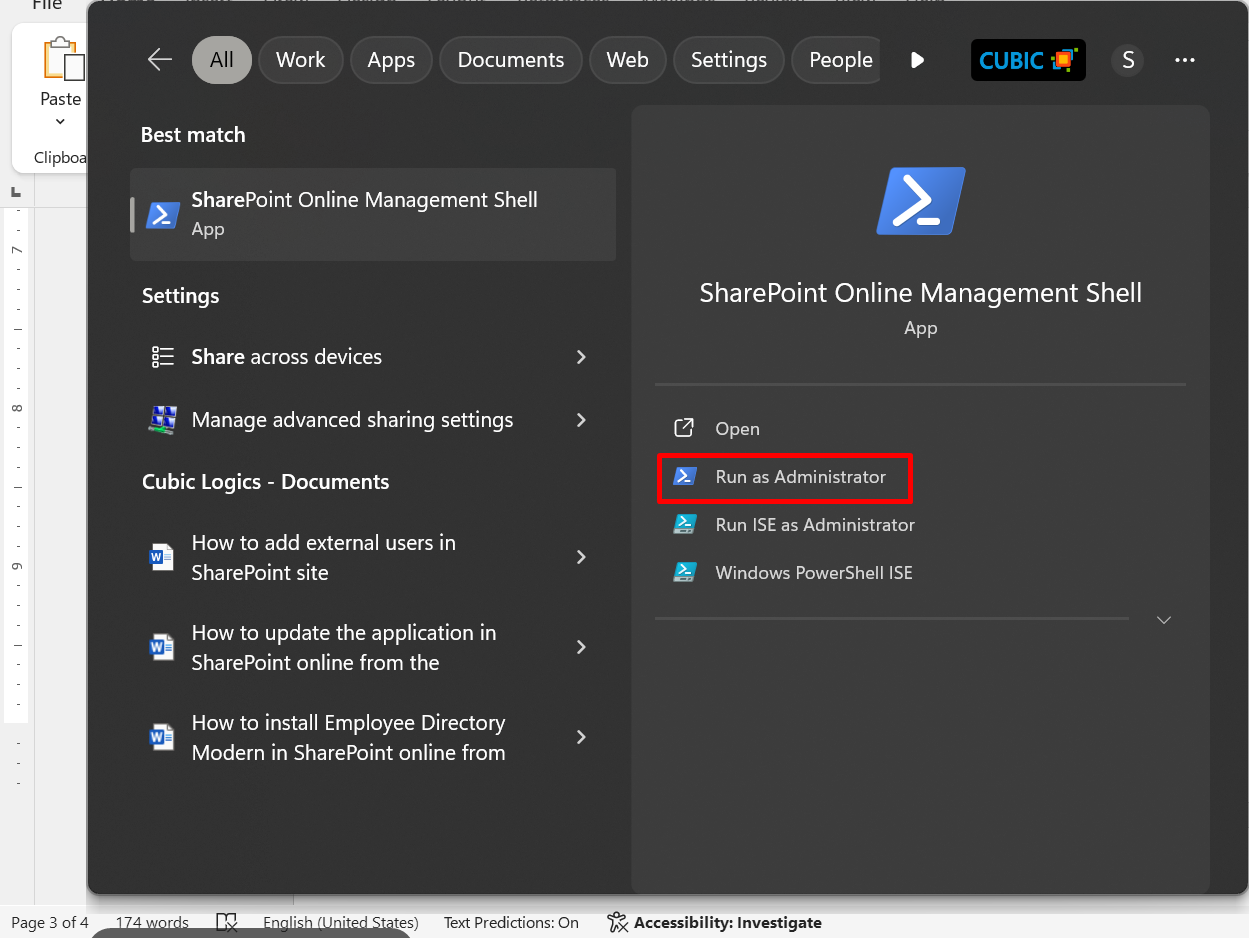 File
Paste
Clipboa
7
8
9
All
Work
Apps
Documents
Web
Settings
People
CUBIC
S
Best match
SharePoint Online Management Shell
App
Settings
Share across devices
Manage advanced sharing settings
Cubic Logics - Documents
How to add external users in
SharePoint site
How to update the application in
SharePoint online from the
How to install Employee Directory
Modern in SharePoint online from
SharePoint Online Management Shell
App
Open
Run as Administrator
Run ISE as Administrator
Windows PowerShell ISE
Page 3 of 4
174 words
English (United States)
Text Predictions: On
Accessibility: Investigate